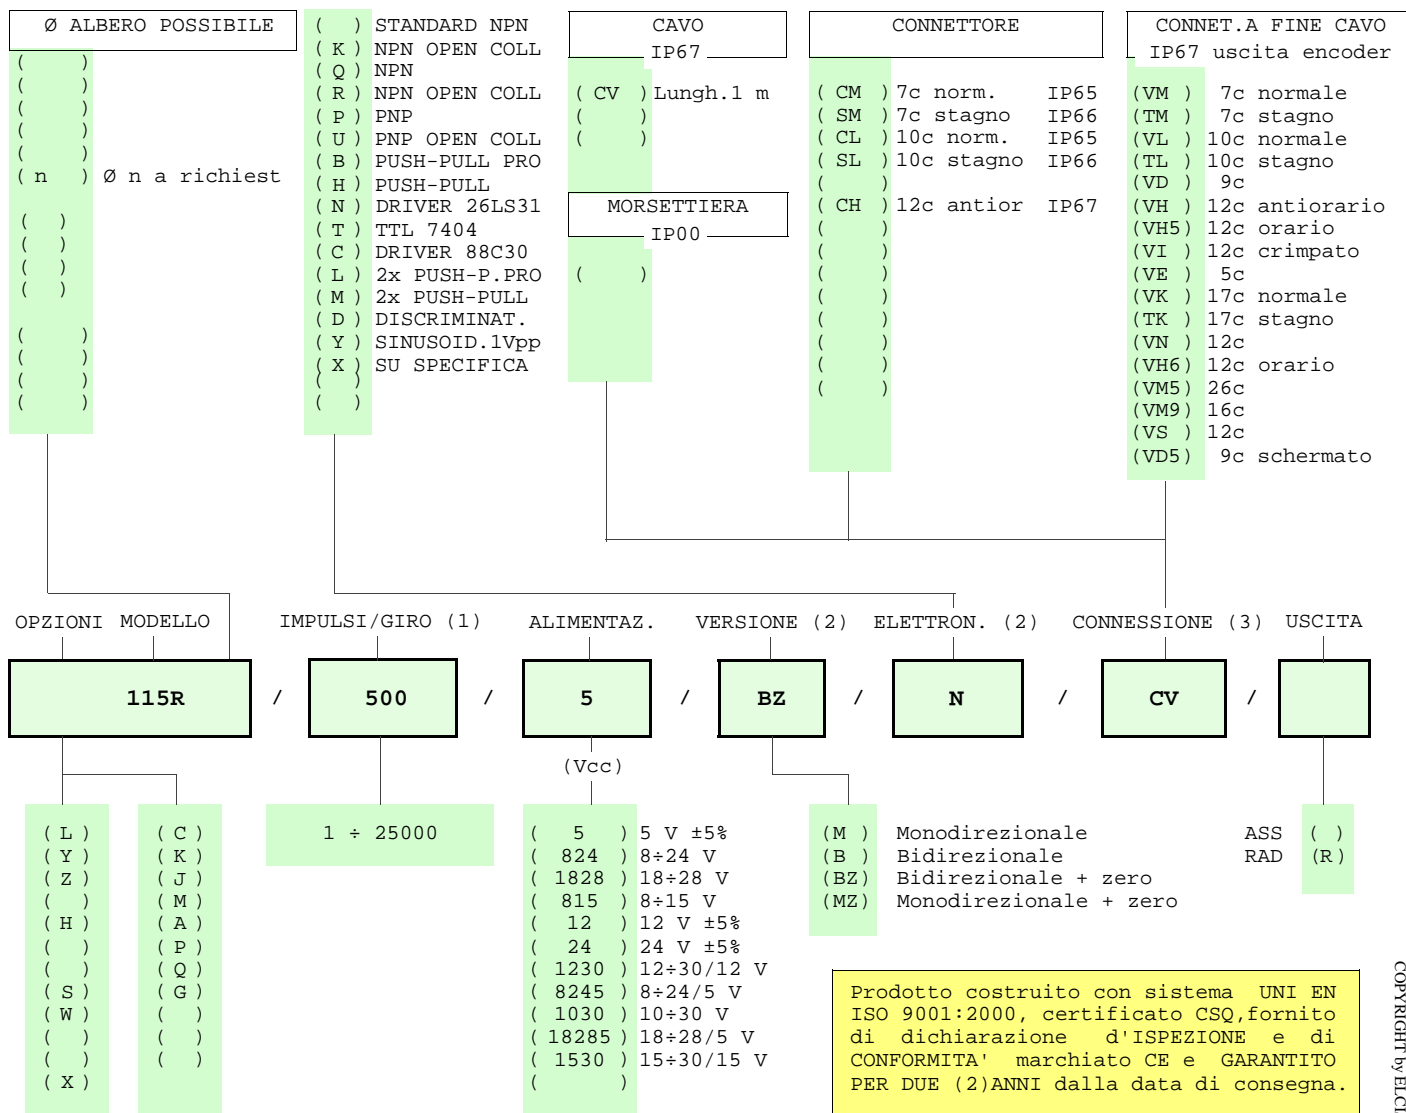 Ø ALBERO POSSIBILE
(    )
(    )
(    )
(    )
(    )
( n  ) Ø n a richiest
(  )
(  )
(  )
(  )
(    )
(    )
(    )
(    )
(   ) STANDARD NPN
( K ) NPN OPEN COLL
( Q ) NPN
( R ) NPN OPEN COLL
( P ) PNP
( U ) PNP OPEN COLL
( B ) PUSH-PULL PRO
( H ) PUSH-PULL
( N ) DRIVER 26LS31
( T ) TTL 7404
( C ) DRIVER 88C30
( L ) 2x PUSH-P.PRO
( M ) 2x PUSH-PULL
( D ) DISCRIMINAT.
( Y ) SINUSOID.1Vpp
( X ) SU SPECIFICA
(   )
(   )
CAVO
IP67
( CV ) Lungh.1 m
(    )
(    )
MORSETTIERA
IP00
(    )
CONNETTORE
( CM ) 7c norm. IP65
( SM ) 7c stagno IP66
( CL ) 10c norm. IP65
( SL ) 10c stagno IP66
(    )
( CH ) 12c antior IP67
(    )
(    )
(    )
(    )
(    )
(    )
(    )
(    )
CONNET.A FINE CAVO
IP67 uscita encoder
(VM ) 7c normale
(TM ) 7c stagno
(VL ) 10c normale
(TL ) 10c stagno
(VD ) 9c
(VH ) 12c antiorario
(VH5) 12c orario
(VI ) 12c crimpato
(VE ) 5c
(VK ) 17c normale
(TK ) 17c stagno
(VN ) 12c
(VH6) 12c orario
(VM5) 26c
(VM9) 16c
(VS ) 12c
(VD5) 9c schermato
OPZIONI MODELLO IMPULSI/GIRO (1) ALIMENTAZ. VERSIONE (2) ELETTRON. (2) CONNESSIONE (3) USCITA
115R / 500 / 5 / BZ / N / CV /
(Vcc)
( L )
( Y )
( Z )
(   )
( H )
(   )
(   )
( S )
( W )
(   )
(   )
( X )
( C )
( K )
( J )
( M )
( A )
( P )
( Q )
( G )
(   )
(   )
(   )
1 ÷ 25000
( 5 ) 5 V ±5%
( 824 ) 8÷24 V
( 1828 ) 18÷28 V
( 815 ) 8÷15 V
( 12 ) 12 V ±5%
( 24 ) 24 V ±5%
( 1230 ) 12÷30/12 V
( 8245 ) 8÷24/5 V
( 1030 ) 10÷30 V
( 18285 ) 18÷28/5 V
( 1530 ) 15÷30/15 V
(      )
(M ) Monodirezionale
(B ) Bidirezionale
(BZ) Bidirezionale + zero
(MZ) Monodirezionale + zero
ASS ( )
RAD (R)
Prodotto costruito con sistema UNI EN
ISO 9001:2000, certificato CSQ,fornito
di dichiarazione d'ISPEZIONE e di
CONFORMITA' marchiato CE e GARANTITO
PER DUE (2)ANNI dalla data di consegna.
COPYRIGHT by